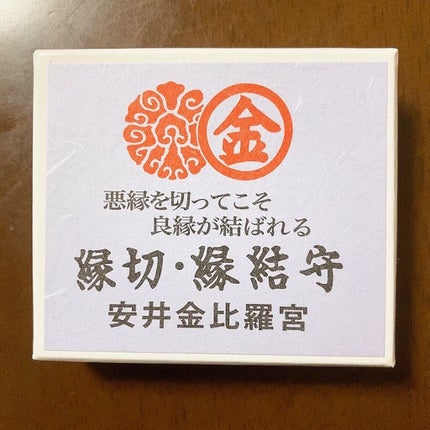 金
悪縁を切ってこそ
良縁が結ばれる
縁切・縁結守
安井金比羅宮